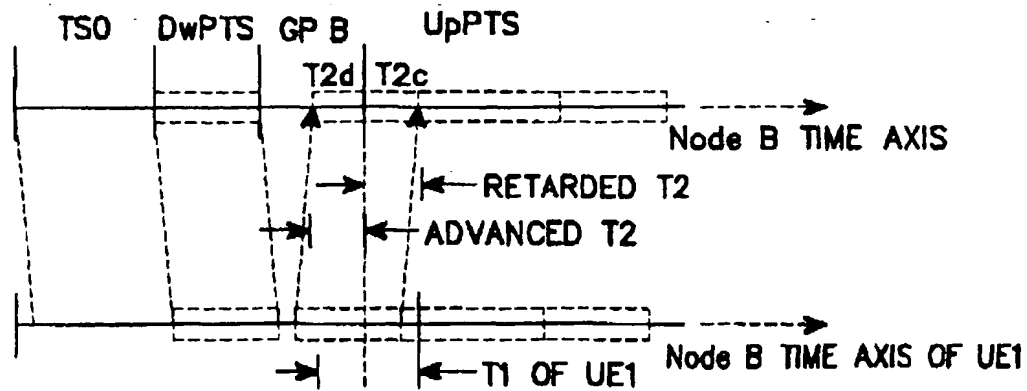 TS0 DwPTS GP B UpPTS
T2d T2c
Node B TIME AXIS
RETARDED T2
ADVANCED T2
Node B TIME AXIS OF UE1
T1 OF UE1